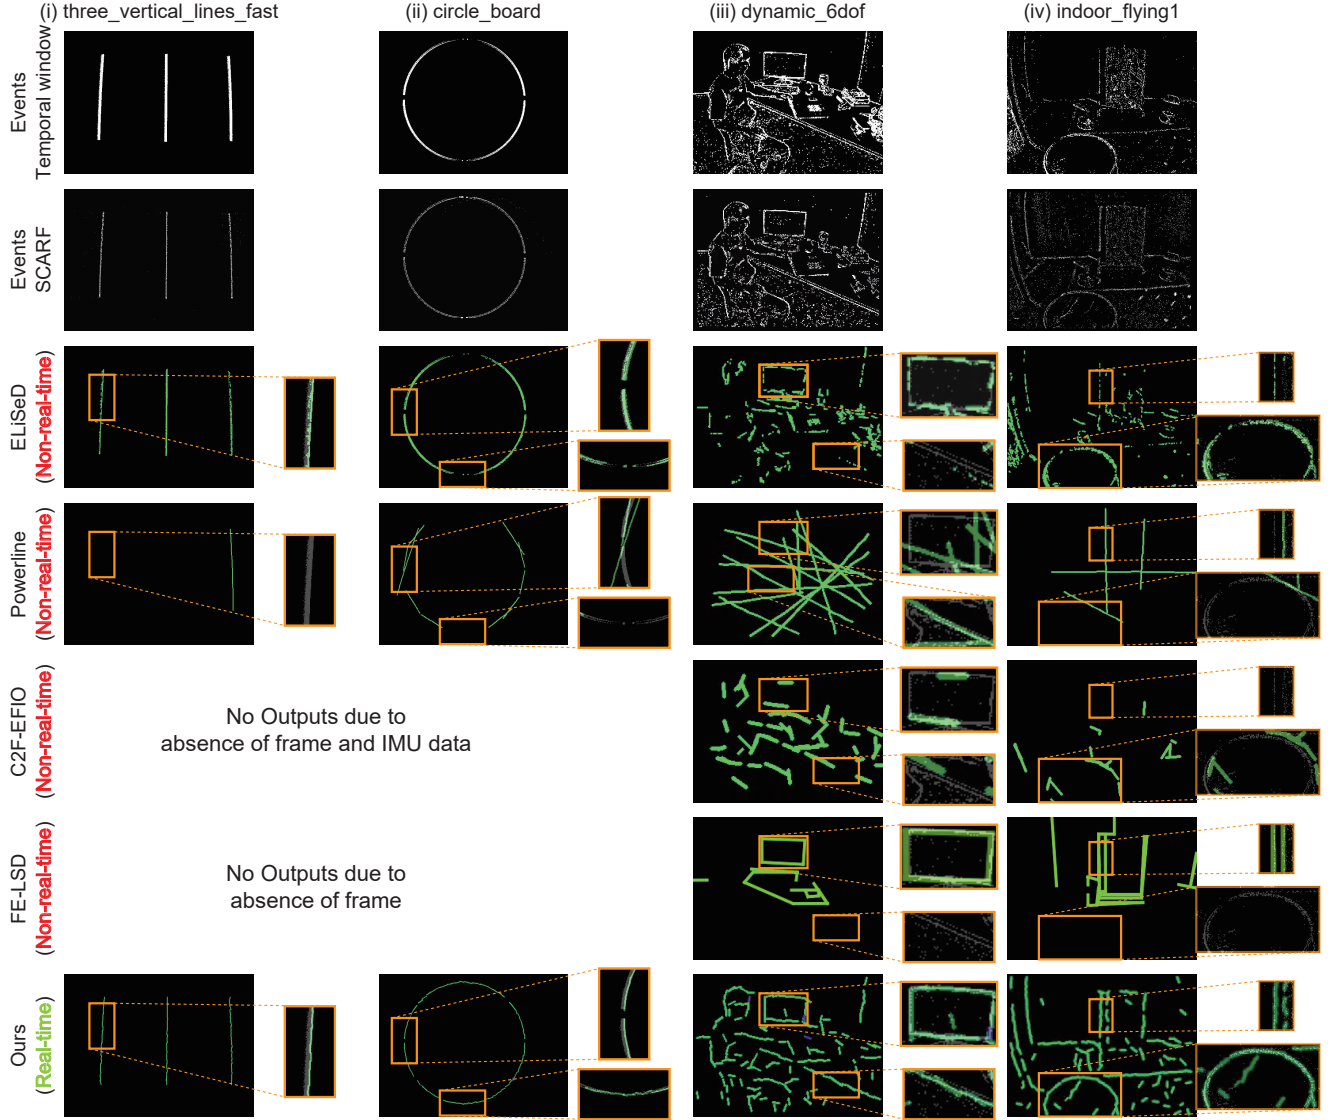 (i) three_vertical_lines_fast
(ii) circle_board
(iii) dynamic_6dof
(iv) indoor_flying1
Events
Temporal window
Events
SCARF
ELiSeD
(Non-real-time)
Powerline
(Non-real-time)
C2F-EFIO
(Non-real-time)
No Outputs due to
absence of frame and IMU data
FE-LSD
(Non-real-time)
No Outputs due to
absence of frame
Ours
(Real-time)